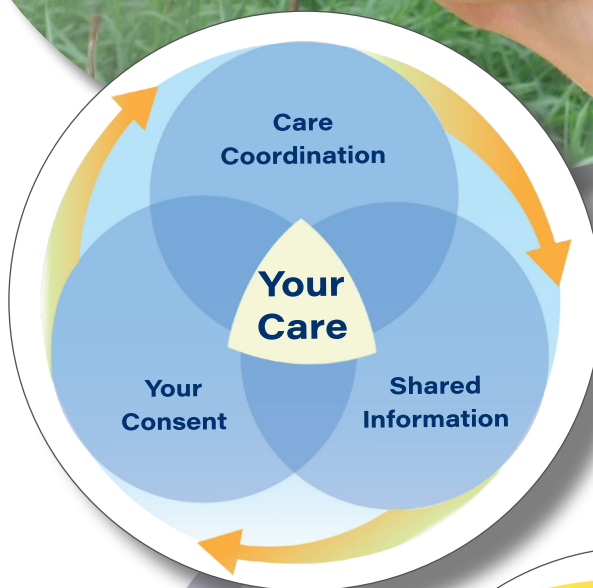 Care
Coordination
Your
Care
Your
Consent
Shared
Information